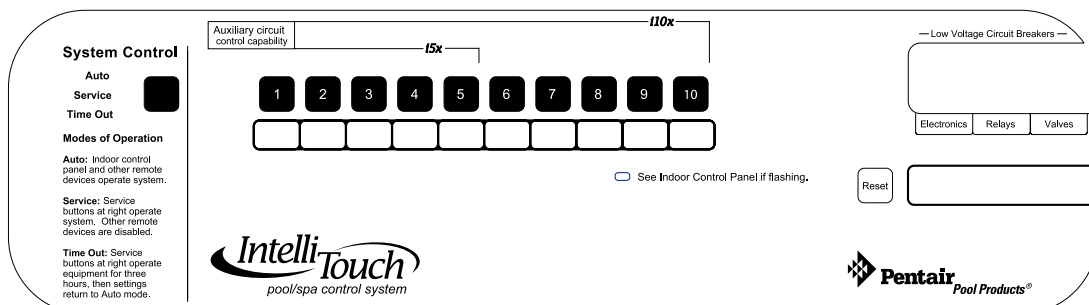 System Control
Auto
Service
Time Out
Modes of Operation
Auto: Indoor control
panel and other remote
devices operate system.
Service: Service
buttons at right operate
system. Other remote
devices are disabled.
Time Out: Service
buttons at right operate
equipment for three
hours, then settings
return to Auto mode.
Auxiliary circuit
control capability
i5x
i10x
1 2 3 4 5 6 7 8 9 10
See Indoor Control Panel if flashing.
IntelliTouch
pool/spa control system
Low Voltage Circuit Breakers
Electronics Relays Valves
Reset
Pentair Pool Products®